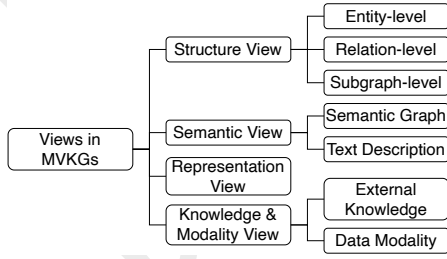 Entity-level
Structure View
Relation-level
Subgraph-level
Semantic Graph
Semantic View
Text Description
Views in
MVKGs
Representation
View
External
Knowledge
Knowledge &
Modality View
Data Modality